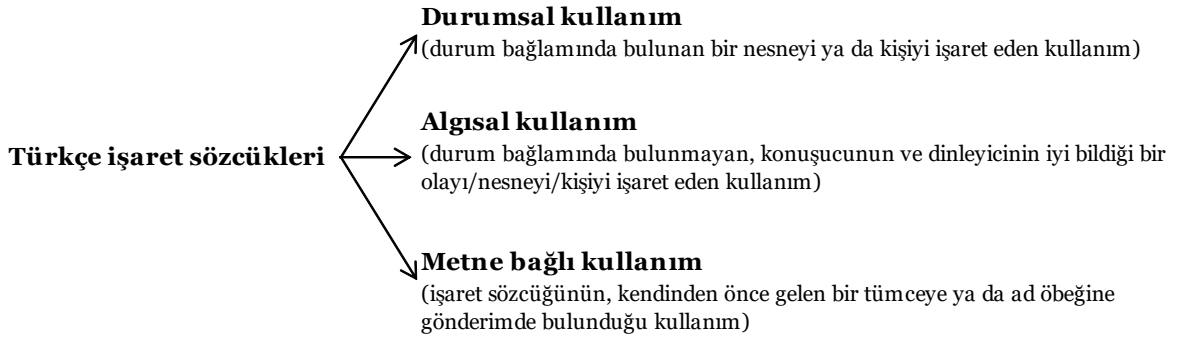 Durumsal kullanım
(durum bağlamında bulunan bir nesneyi ya da kişiyi işaret eden kullanım)
Algısal kullanım
Türkçe işaret sözcükleri
(durum bağlamında bulunmayan, konuşucunun ve dinleyicinin iyi bildiği bir
olayı/nesneyi/kişiyi işaret eden kullanım)
Metne bağlı kullanım
(işaret sözcüğünün, kendinden önce gelen bir tümceye ya da ad öbeğine
gönderimde bulunduğu kullanım)